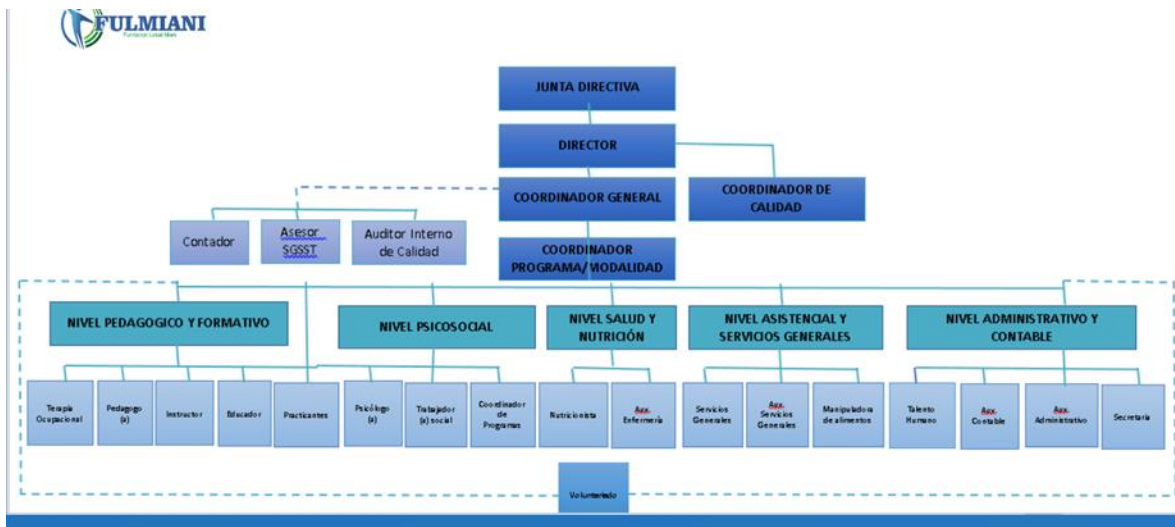 FULMIANI
JUNTA DIRECTIVA
DIRECTOR
COORDINADOR GENERAL
COORDINADOR DE
CALIDAD
Contador
Asesor
SGSST
Auditor Interno
de Calidad
COORDINADOR
PROGRAMA/MODALIDAD
NIVEL PEDAGOGICO Y FORMATIVO
NIVEL PSICOSOCIAL
NIVEL SALUD Y
NUTRICIÓN
NIVEL ASISTENCIAL Y
SERVICIOS GENERALES
NIVEL ADMINISTRATIVO Y
CONTABLE
Terapia
Ocupacional
Pedagogo
(a)
Instructor
Educador
Practicantes
Psicólogo
(a)
Trabajador
(a) social
Coordinador
de
Programas
Nutricionista
Aux.
Enfermería
Servicios
Generales
Aux.
Servicios
Generales
Manipuladora
de alimentos
Talento
Humano
Aux.
Contable
Aux.
Administrativo
Secretaria
Voluntariado